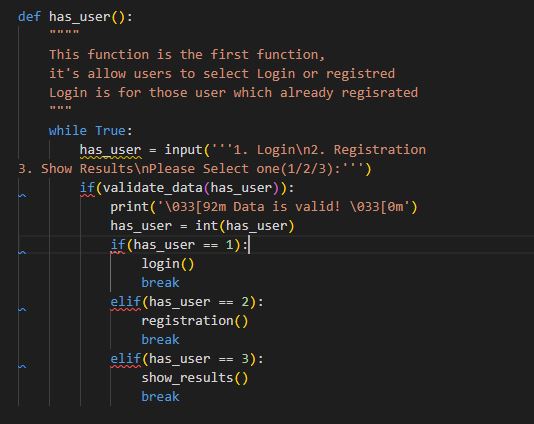 def has_user():
    """"
    This function is the first function,
    it's allow users to select Login or registred
    Login is for those user which already regisrated
    """
    while True:
        has_user = input('''1. Login\n2. Registration
3. Show Results\nPlease Select one(1/2/3):''')
        if(validate_data(has_user)):
            print('\033[92m Data is valid! \033[0m')
            has_user = int(has_user)
            if(has_user == 1):
                login()
                break
            elif(has_user == 2):
                registration()
                break
            elif(has_user == 3):
                show_results()
                break